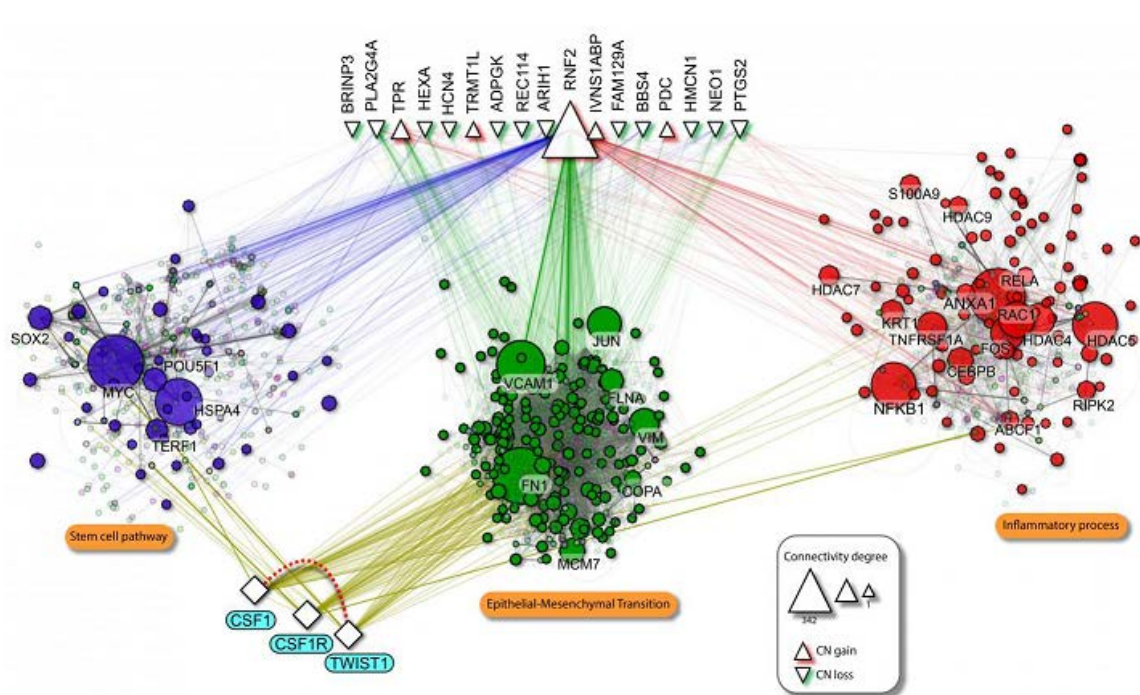 BRINP3
PLA2G4A
TPR
HEXA
HCN4
TRMT1L
ADPGK
REC114
ARIH1
RNF2
IVNS1ABP
FAM129A
BBS4
PDC
HMCN1
NEO1
PTGS2
S100A9
HDAC9
HDAC7
RELA
ANXA1
RAC1
KRT1
TNFRSF1A
FOS
HDAC4
HDAC5
CEBPB
NFKB1
RIPK2
ABCF1
SOX2
POU5F1
MYC
HSPA4
TERF1
JUN
VCAM1
FLNA
VIM
FN1
COPA
MCM7
Stem cell pathway
Inflammatory process
Epithelial-Mesenchymal Transition
CSF1
CSF1R
TWIST1
Connectivity degree
342
1
CN gain
CN loss